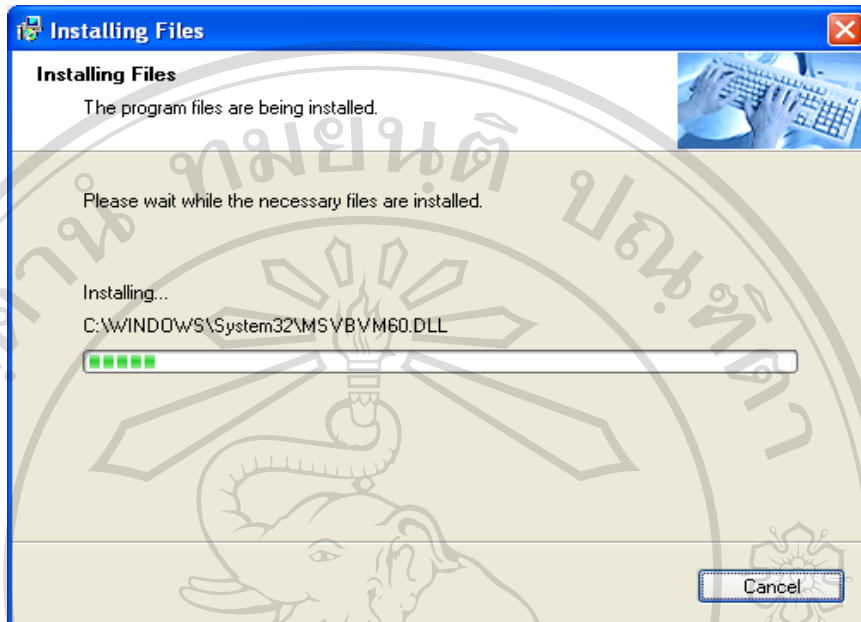 Installing Files
Installing Files
The program files are being installed.
Please wait while the necessary files are installed.
Installing...
C:\WINDOWS\System32\MSVBVM60.DLL
Cancel